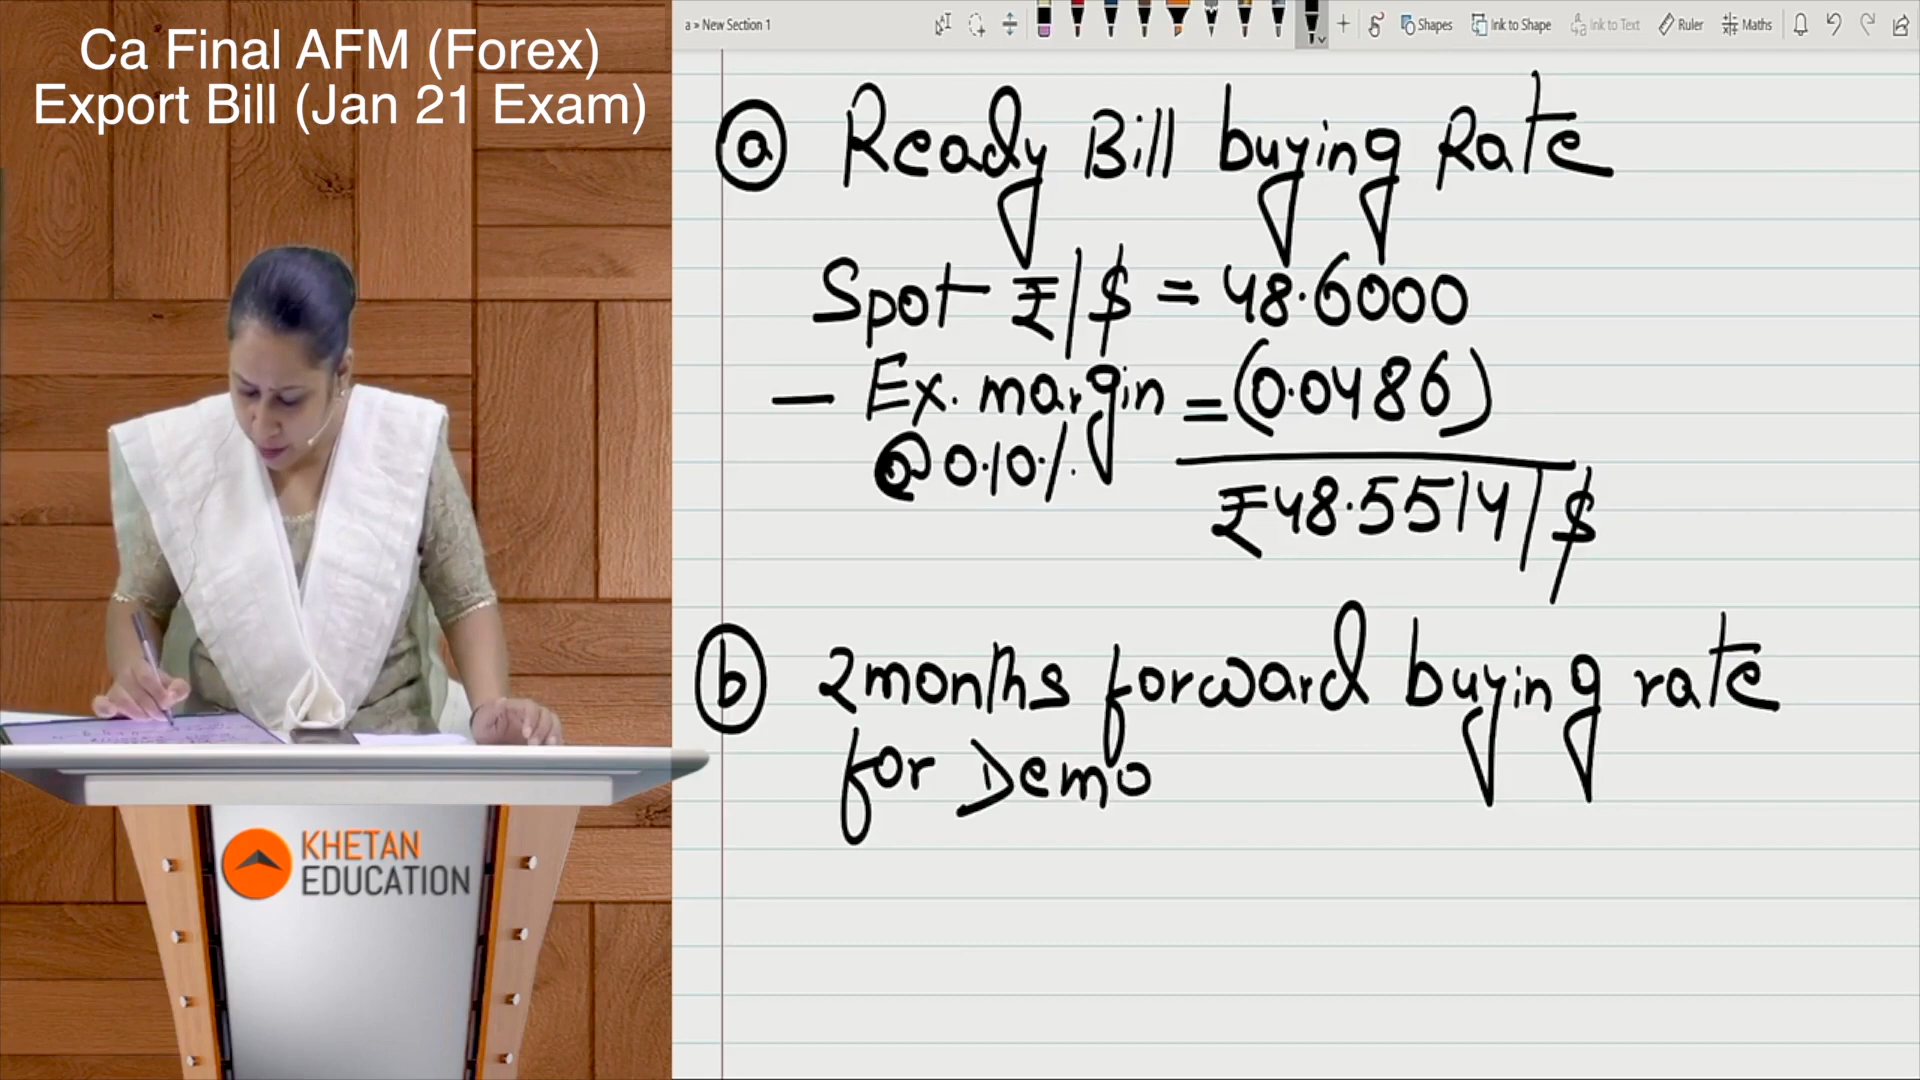 Ca Final AFM (Forex)
Export Bill (Jan 21 Exam)
a » New Section 1
Shapes
Ink to Shape
Ink to Text
Ruler
Maths
ⓐ Ready Bill buying Rate
Spot ₹/$ = 48.6000
– Ex. margin = (0.0486)
@0.10%
₹48.5514/$
ⓑ 2months forward buying rate
for Demo
KHETAN
EDUCATION